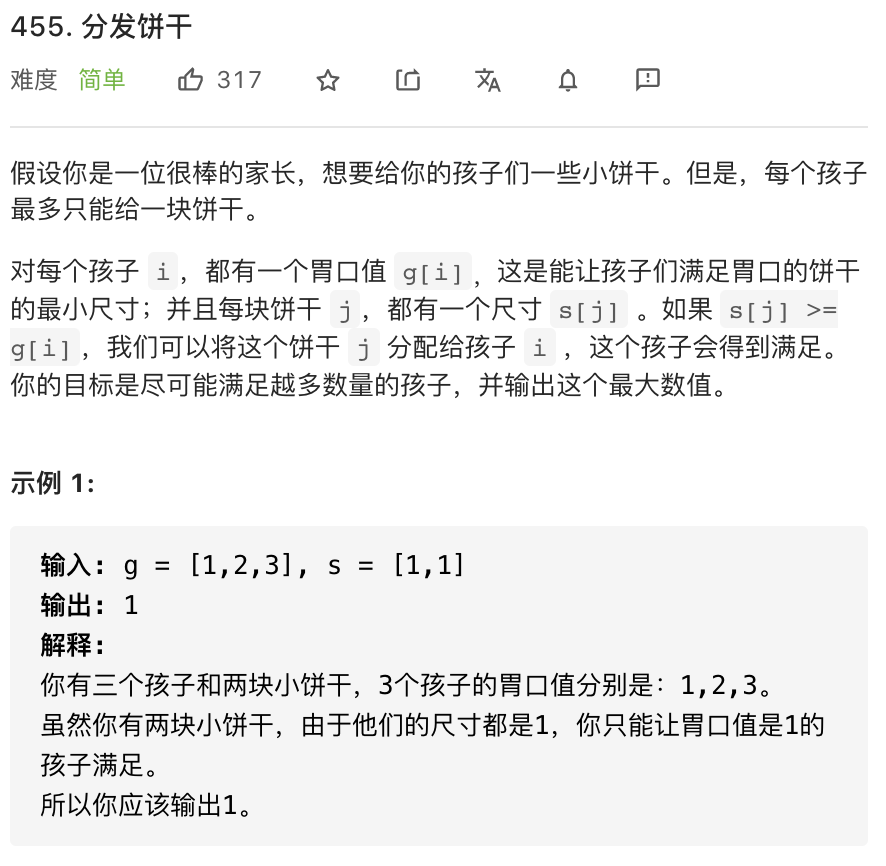 455. 分发饼干
难度 简单 317
假设你是一位很棒的家长，想要给你的孩子们一些小饼干。但是，每个孩子
最多只能给一块饼干。
对每个孩子 i，都有一个胃口值 g[i]，这是能让孩子们满足胃口的饼干
的最小尺寸；并且每块饼干 j，都有一个尺寸 s[j] 。如果 s[j] >=
g[i]，我们可以将这个饼干 j 分配给孩子 i ，这个孩子会得到满足。
你的目标是尽可能满足越多数量的孩子，并输出这个最大数值。
示例 1:
输入: g = [1,2,3], s = [1,1]
输出: 1
解释:
你有三个孩子和两块小饼干，3个孩子的胃口值分别是：1,2,3。
虽然你有两块小饼干，由于他们的尺寸都是1，你只能让胃口值是1的
孩子满足。
所以你应该输出1。